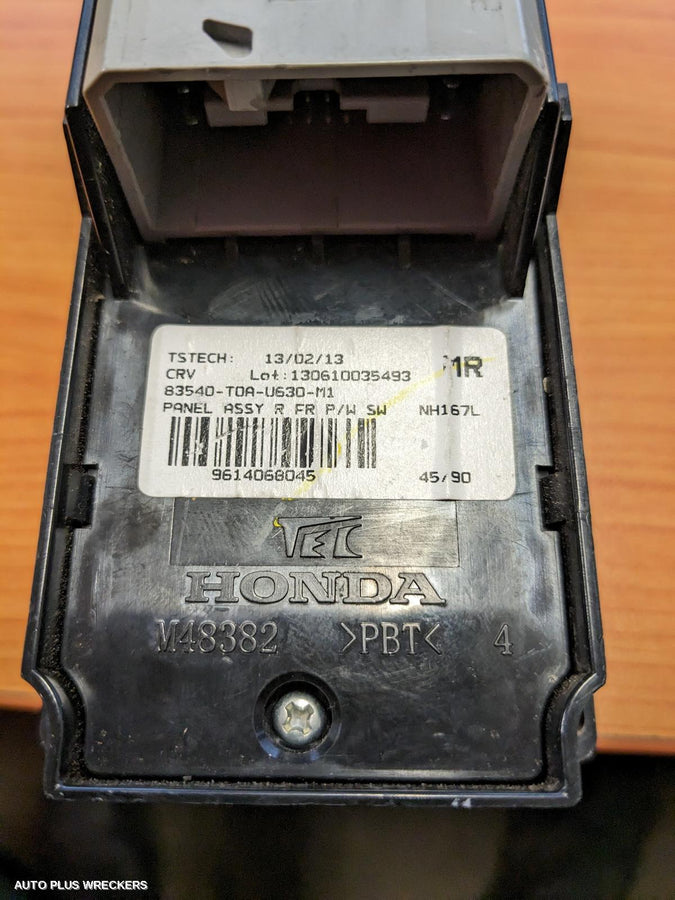 TSTECH: 13/02/13
1R
CRV Lot:130610035493
83540-T0A-U630-M1
PANEL ASSY R FR P/W SW NH167L
9614068045 45/90
TEC
HONDA
M48382 >PBT< 4
AUTO PLUS WRECKERS